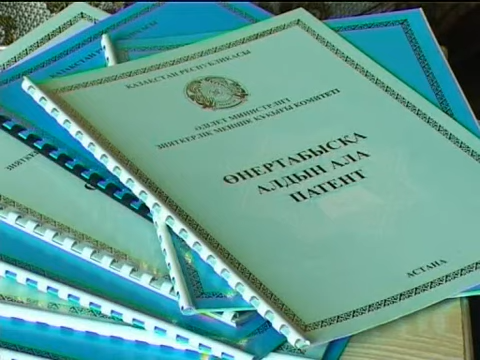 ҚАЗАҚСТАН РЕСПУБЛИКАСЫ
ӘДІЛЕТ МИНИСТРЛІГІ
ЗИЯТКЕРЛІК МЕНШІК ҚҰҚЫҒЫ КОМИТЕТІ
ӨНЕРТАБЫСҚА
АЛДЫН АЛА
ПАТЕНТ
АСТАНА